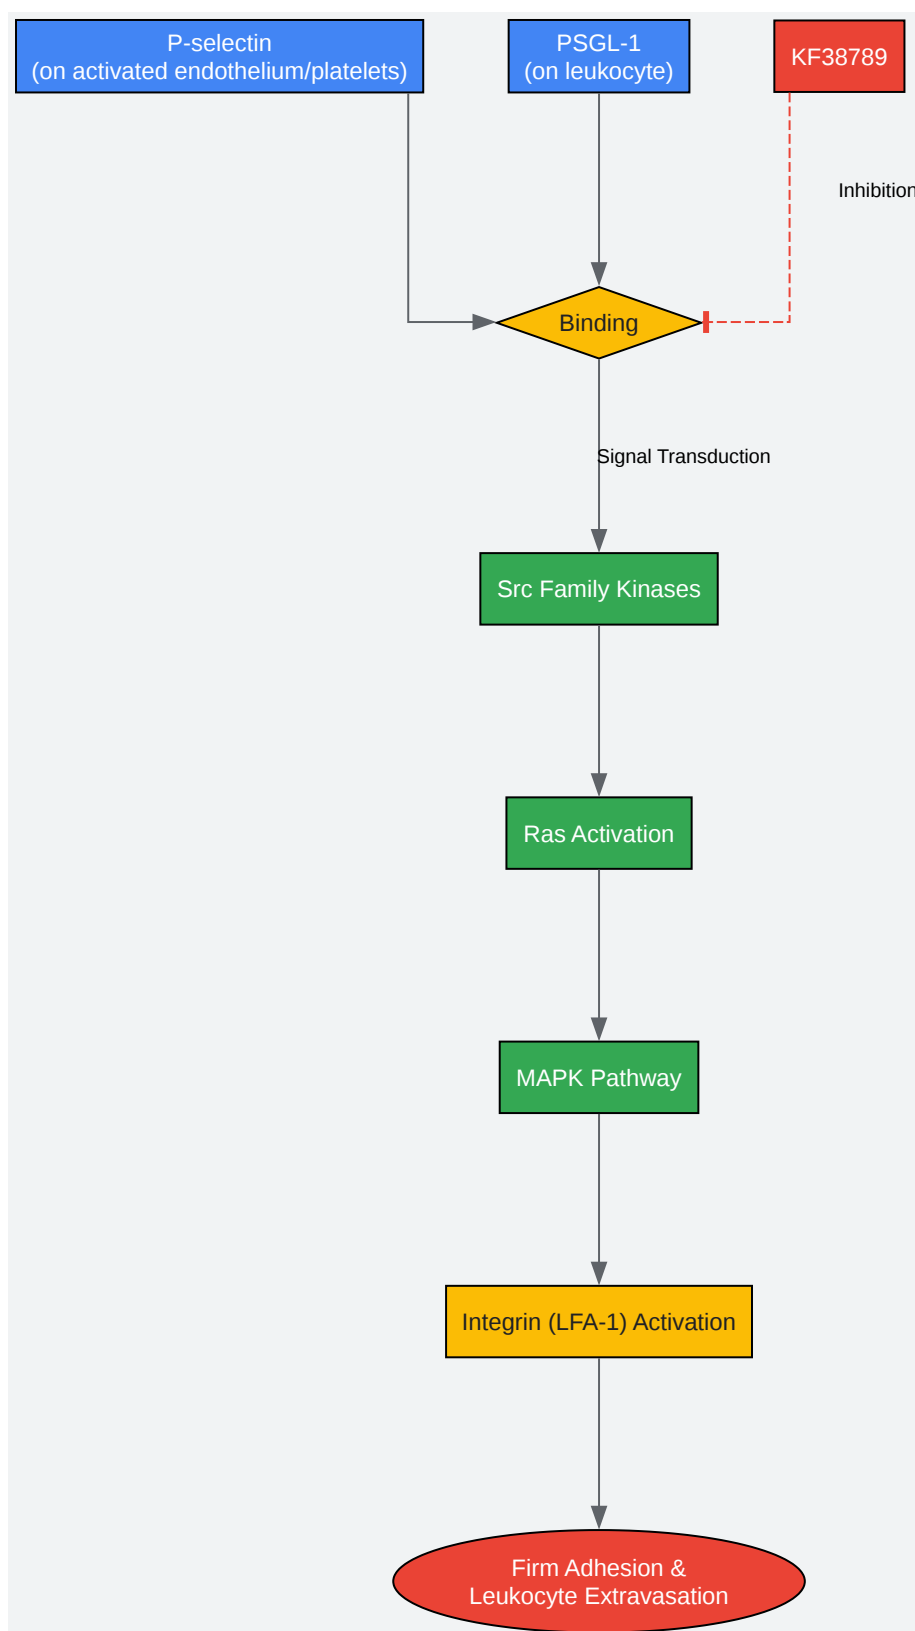 P-selectin
(on activated endothelium/platelets)
PSGL-1
(on leukocyte)
KF38789
Inhibition
Binding
Signal Transduction
Src Family Kinases
Ras Activation
MAPK Pathway
Integrin (LFA-1) Activation
Firm Adhesion &
Leukocyte Extravasation